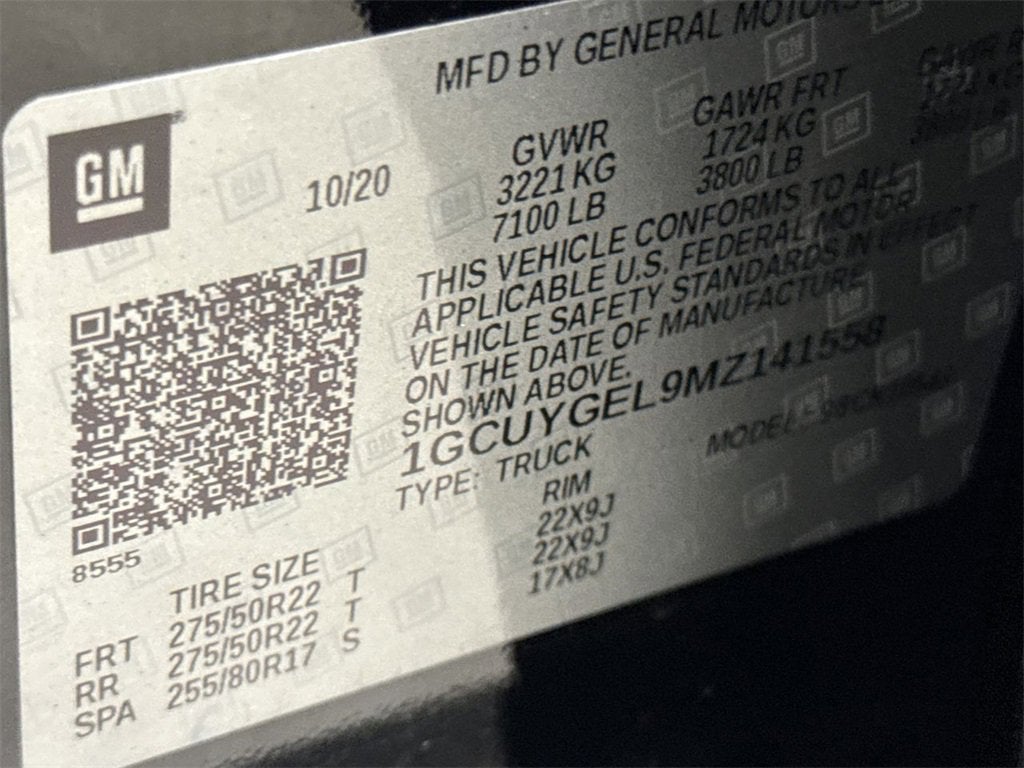 MFD BY GENERAL MOTORS
GM
10/20
GVWR GAWR FRT GAWR
3221 KG 1724 KG
7100 LB 3800 LB
THIS VEHICLE CONFORMS TO ALL
APPLICABLE U.S. FEDERAL MOTOR
VEHICLE SAFETY STANDARDS IN EFFECT
ON THE DATE OF MANUFACTURE
SHOWN ABOVE.
1GCUYGEL9MZ141558
TYPE: TRUCK MODEL:
8555
TIRE SIZE RIM
FRT 275/50R22 T 22X9J
RR 275/50R22 T 22X9J
SPA 255/80R17 S 17X8J